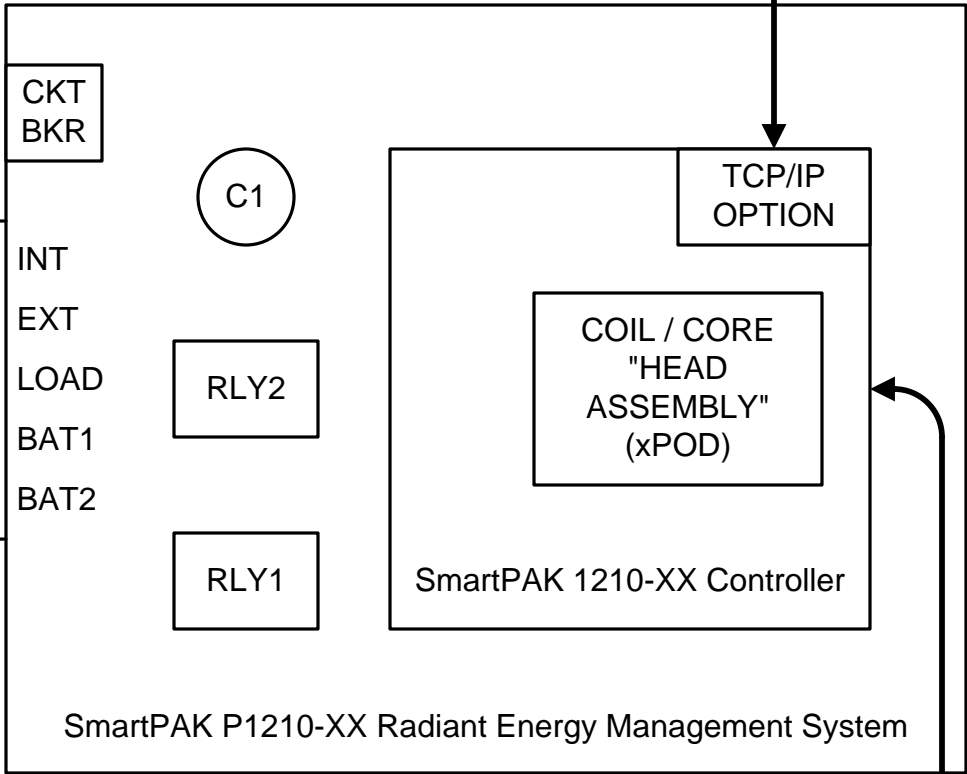 CKT
BKR
C1
TCP/IP
OPTION
INT
EXT
LOAD
BAT1
BAT2
RLY2
COIL / CORE
"HEAD
ASSEMBLY"
(xPOD)
RLY1
SmartPAK 1210-XX Controller
SmartPAK P1210-XX Radiant Energy Management System